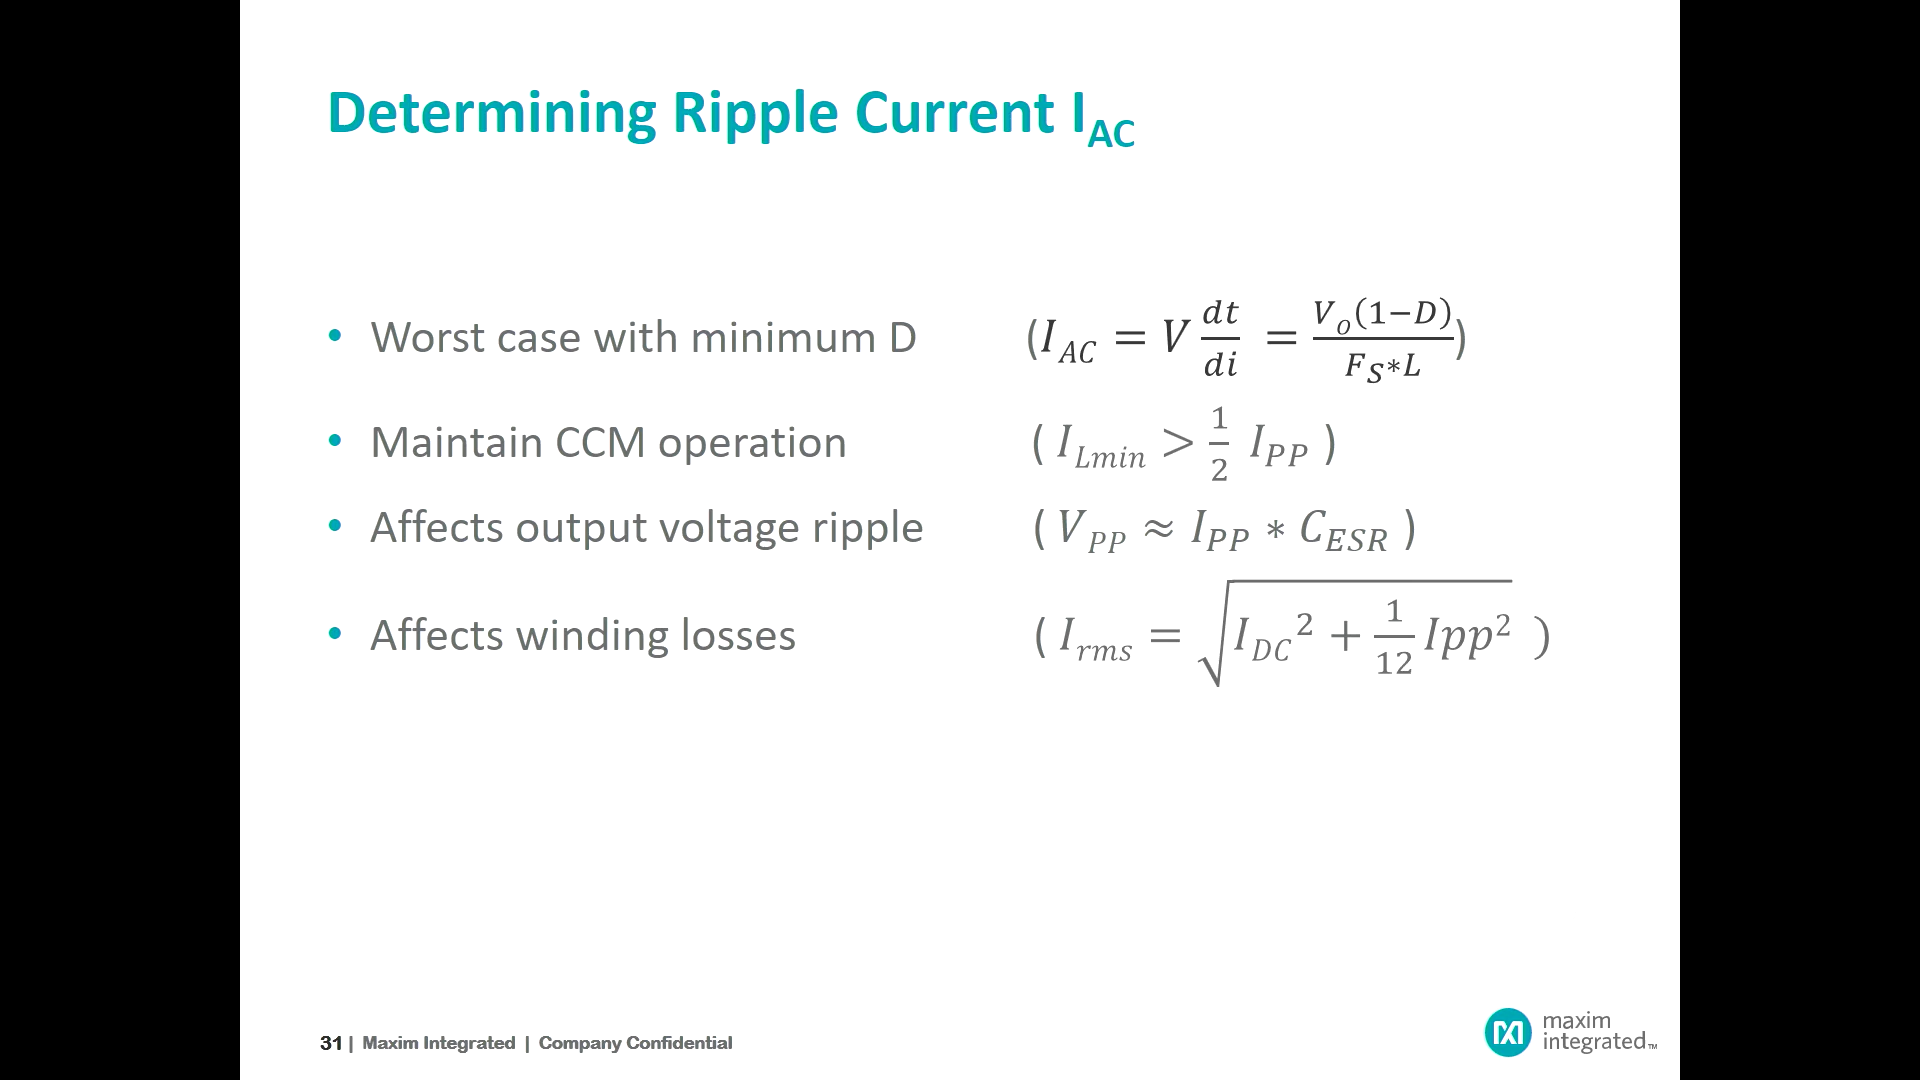 Determining Ripple Current I_AC
• Worst case with minimum D (I_AC = V dt/di = V_o(1−D)/(F_S*L))
• Maintain CCM operation ( I_Lmin > 1/2 I_PP )
• Affects output voltage ripple ( V_PP ≈ I_PP * C_ESR )
• Affects winding losses ( I_rms = √(I_DC² + 1/12 Ipp²) )
31 | Maxim Integrated | Company Confidential
maxim
integrated™